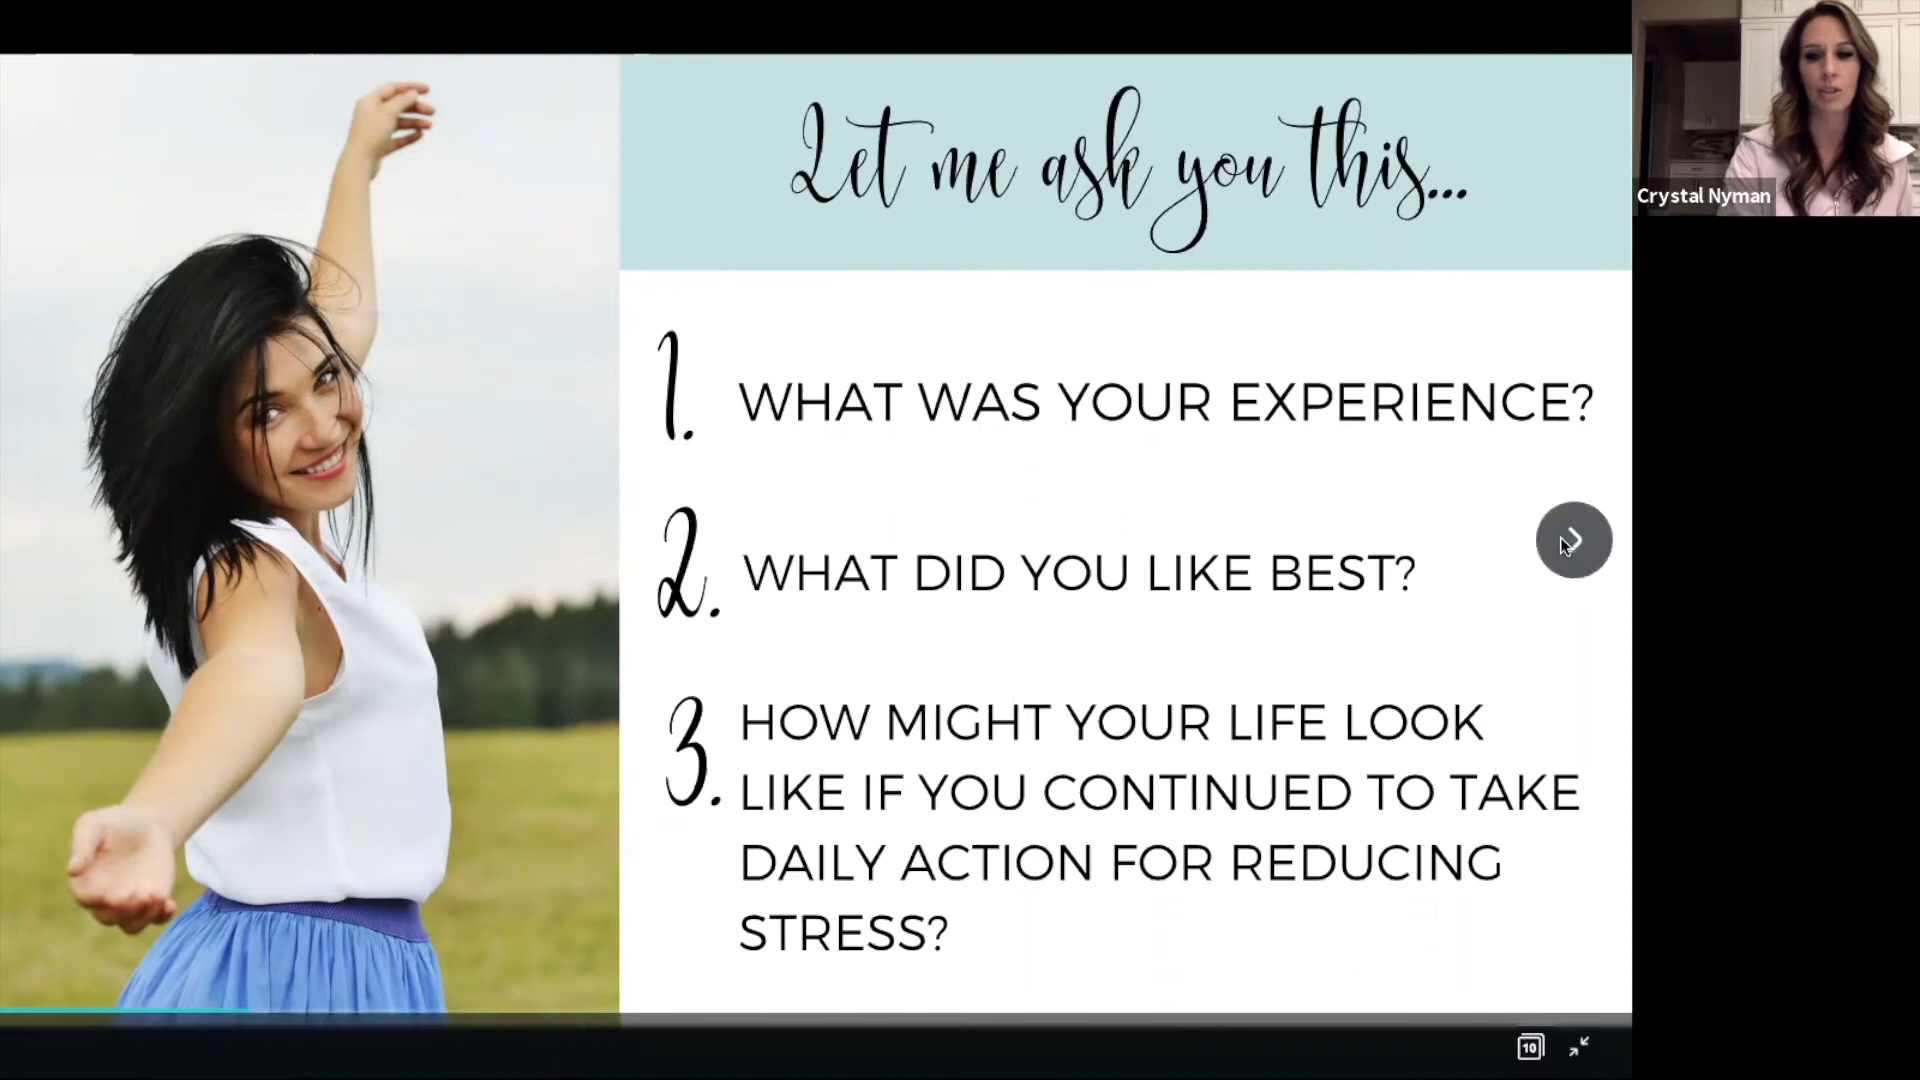 Let me ask you this...
Crystal Nyman
1. WHAT WAS YOUR EXPERIENCE?
2. WHAT DID YOU LIKE BEST?
3. HOW MIGHT YOUR LIFE LOOK
LIKE IF YOU CONTINUED TO TAKE
DAILY ACTION FOR REDUCING
STRESS?
10